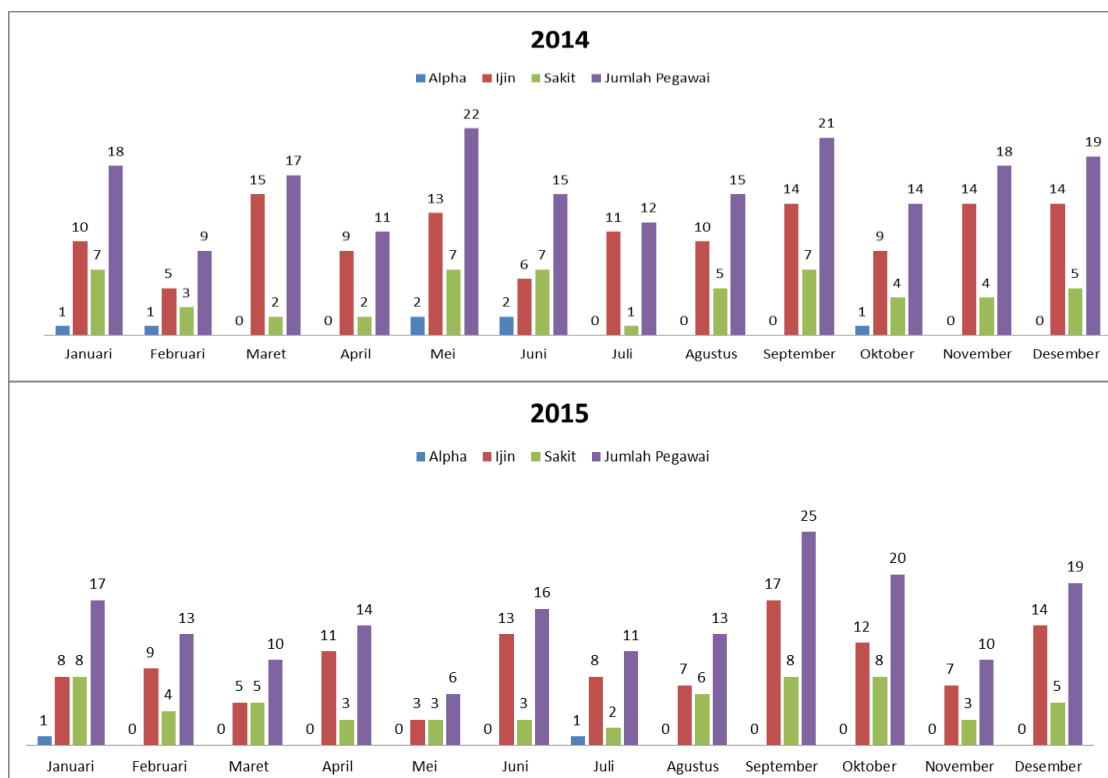 2014
Alpha Ijin Sakit Jumlah Pegawai
1 10 7 18 1 5 3 9 0 15 2 17 0 9 2 11 2 13 7 22 2 6 7 15 0 11 1 12 0 10 5 15 0 14 7 21 1 9 4 14 0 14 4 18 0 14 5 19
Januari Februari Maret April Mei Juni Juli Agustus September Oktober November Desember
2015
Alpha Ijin Sakit Jumlah Pegawai
1 8 8 17 0 9 4 13 0 5 5 10 0 11 3 14 0 3 3 6 0 13 3 16 1 8 2 11 0 7 6 13 0 17 8 25 0 12 8 20 0 7 3 10 0 14 5 19
Januari Februari Maret April Mei Juni Juli Agustus September Oktober November Desember